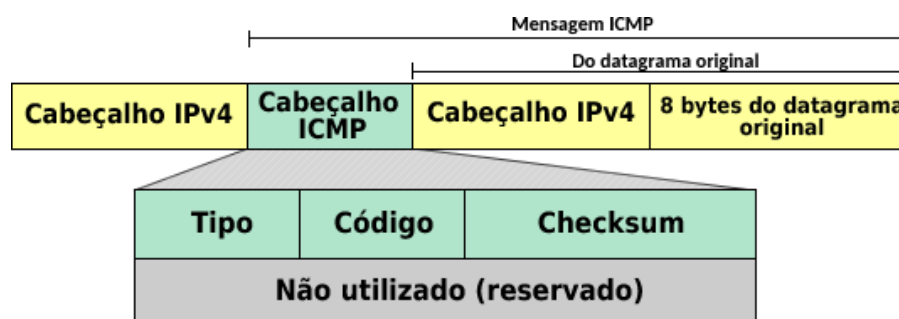 Mensagem ICMP
Do datagrama original
Cabeçalho IPv4
Cabeçalho
ICMP
Cabeçalho IPv4
8 bytes do datagrama
original
Tipo
Código
Checksum
Não utilizado (reservado)